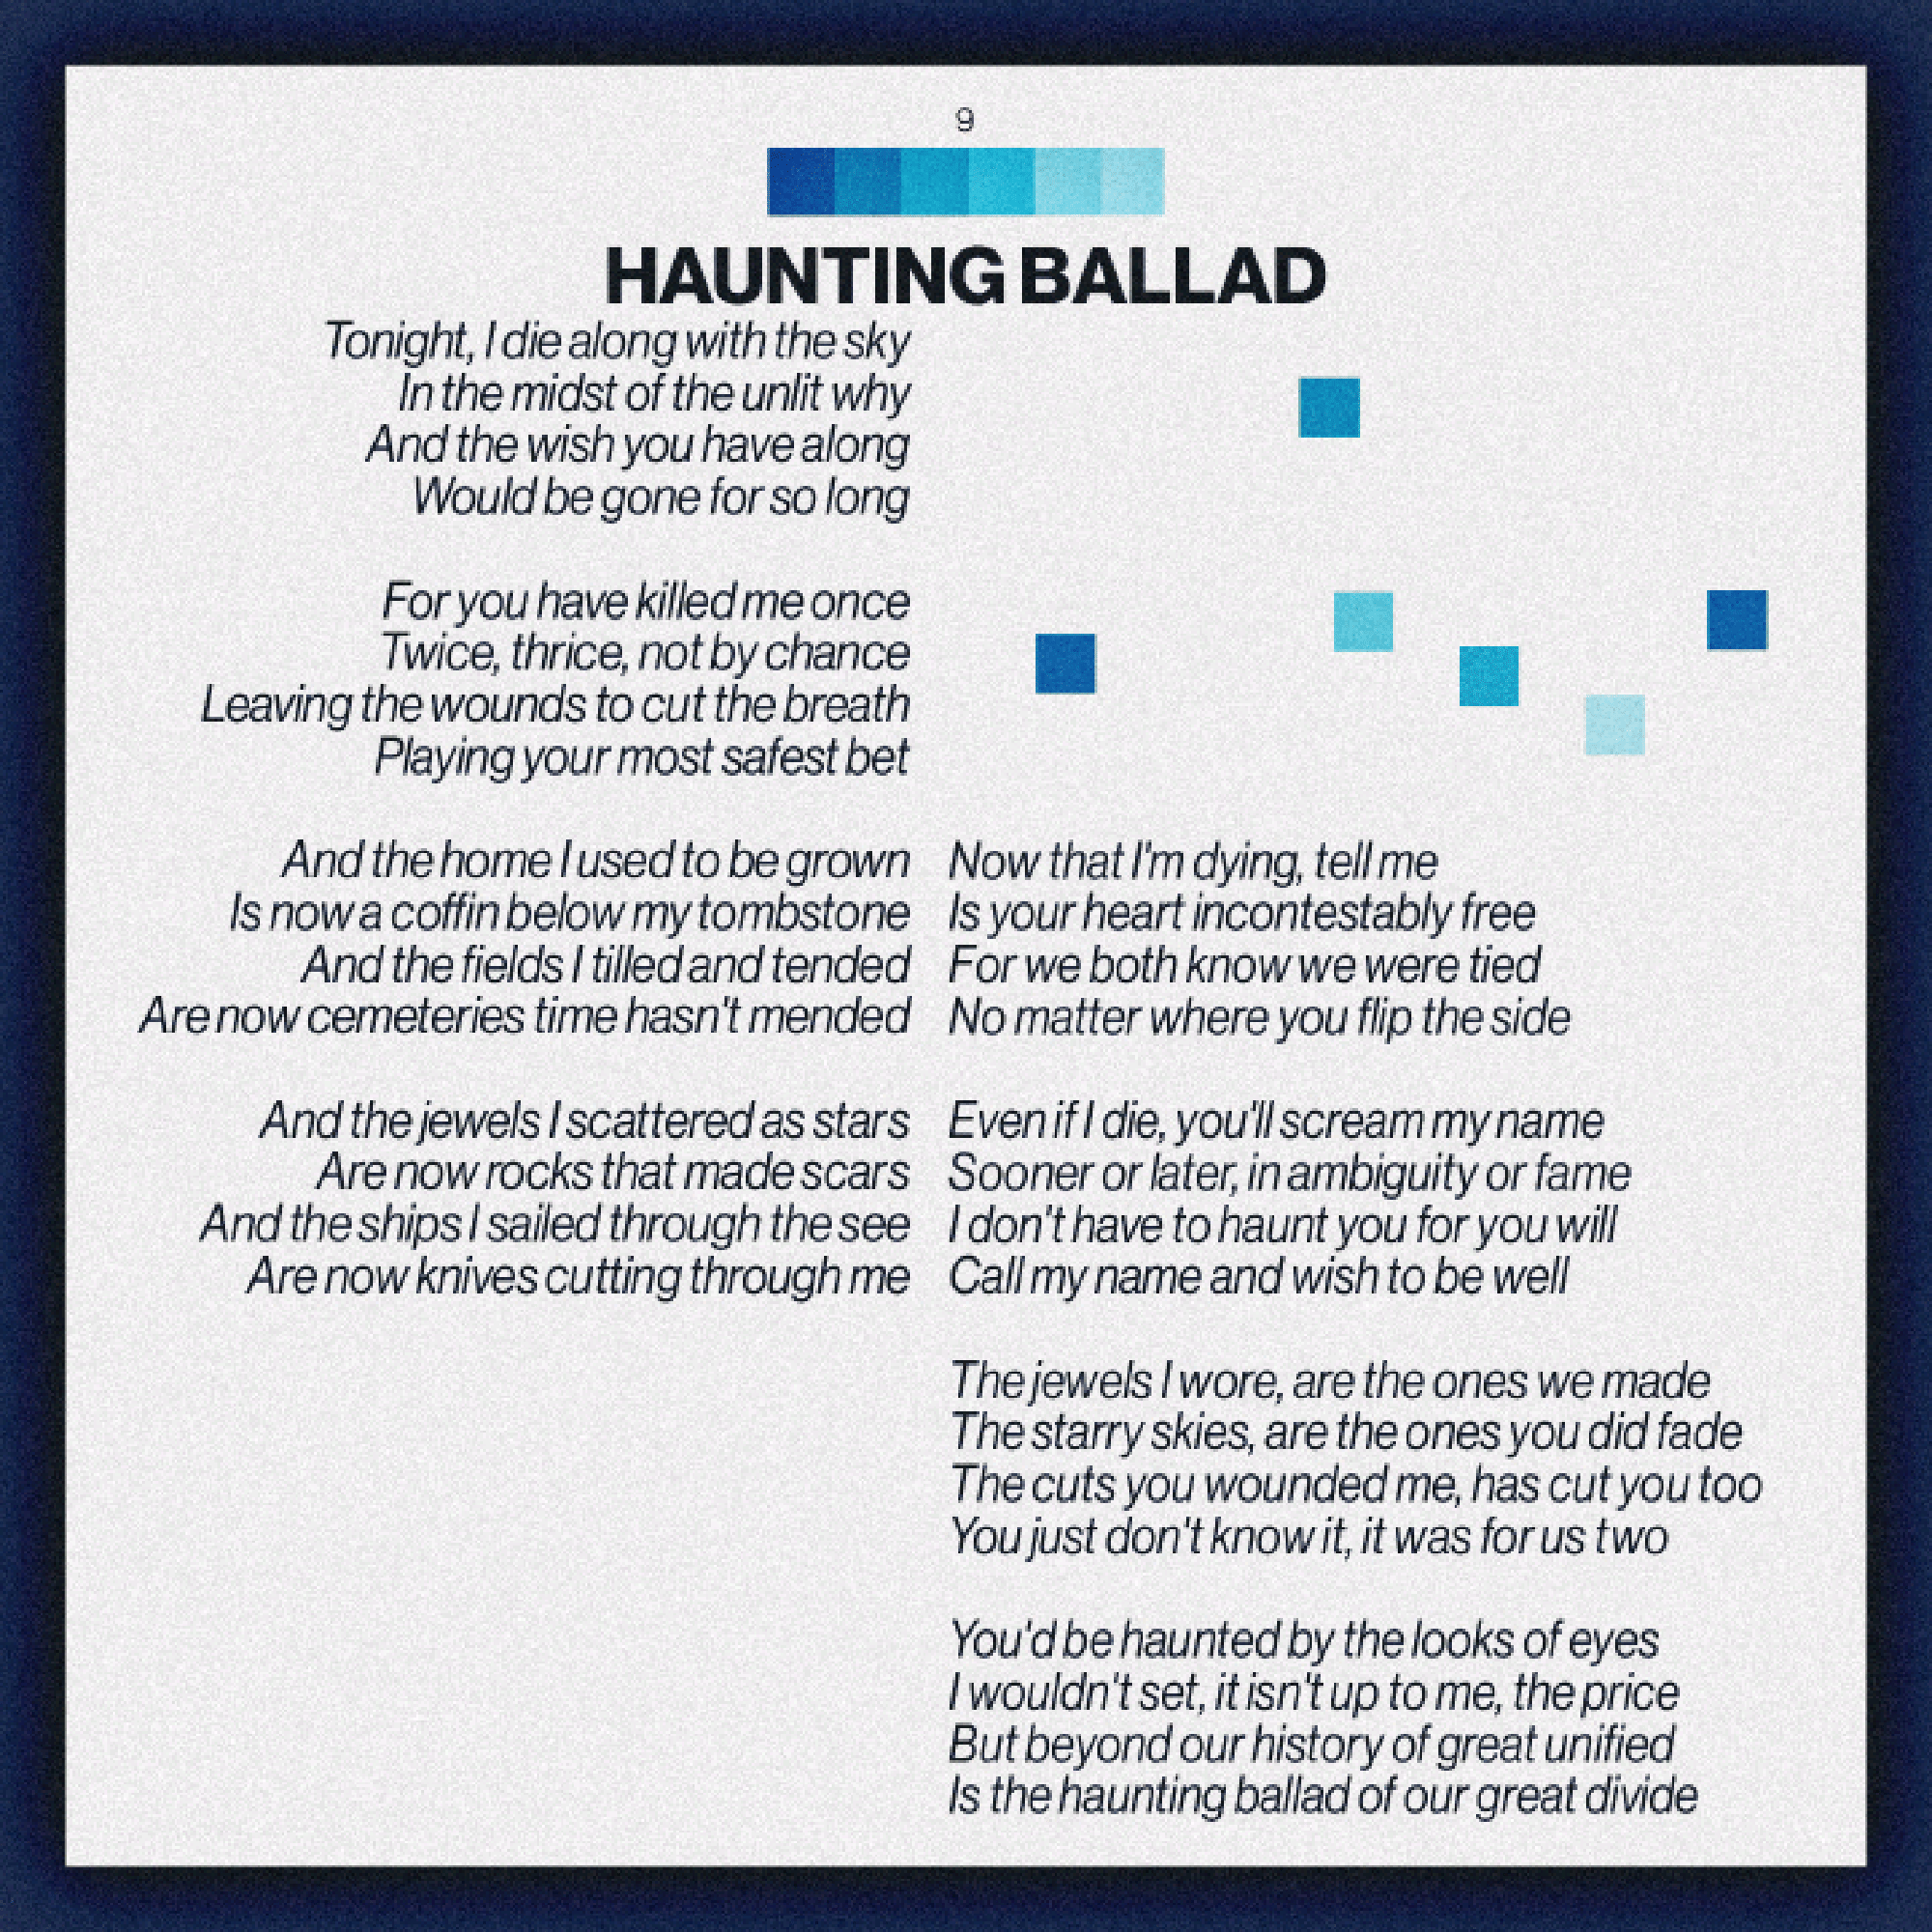 9
HAUNTING BALLAD
Tonight, I die along with the sky
In the midst of the unlit why
And the wish you have along
Would be gone for so long
For you have killed me once
Twice, thrice, not by chance
Leaving the wounds to cut the breath
Playing your most safest bet
And the home I used to be grown
Is now a coffin below my tombstone
And the fields I tilled and tended
Are now cemeteries time hasn't mended
And the jewels I scattered as stars
Are now rocks that made scars
And the ships I sailed through the see
Are now knives cutting through me
Now that I'm dying, tell me
Is your heart incontestably free
For we both know we were tied
No matter where you flip the side
Even if I die, you'll scream my name
Sooner or later, in ambiguity or fame
I don't have to haunt you for you will
Call my name and wish to be well
The jewels I wore, are the ones we made
The starry skies, are the ones you did fade
The cuts you wounded me, has cut you too
You just don't know it, it was for us two
You'd be haunted by the looks of eyes
I wouldn't set, it isn't up to me, the price
But beyond our history of great unified
Is the haunting ballad of our great divide